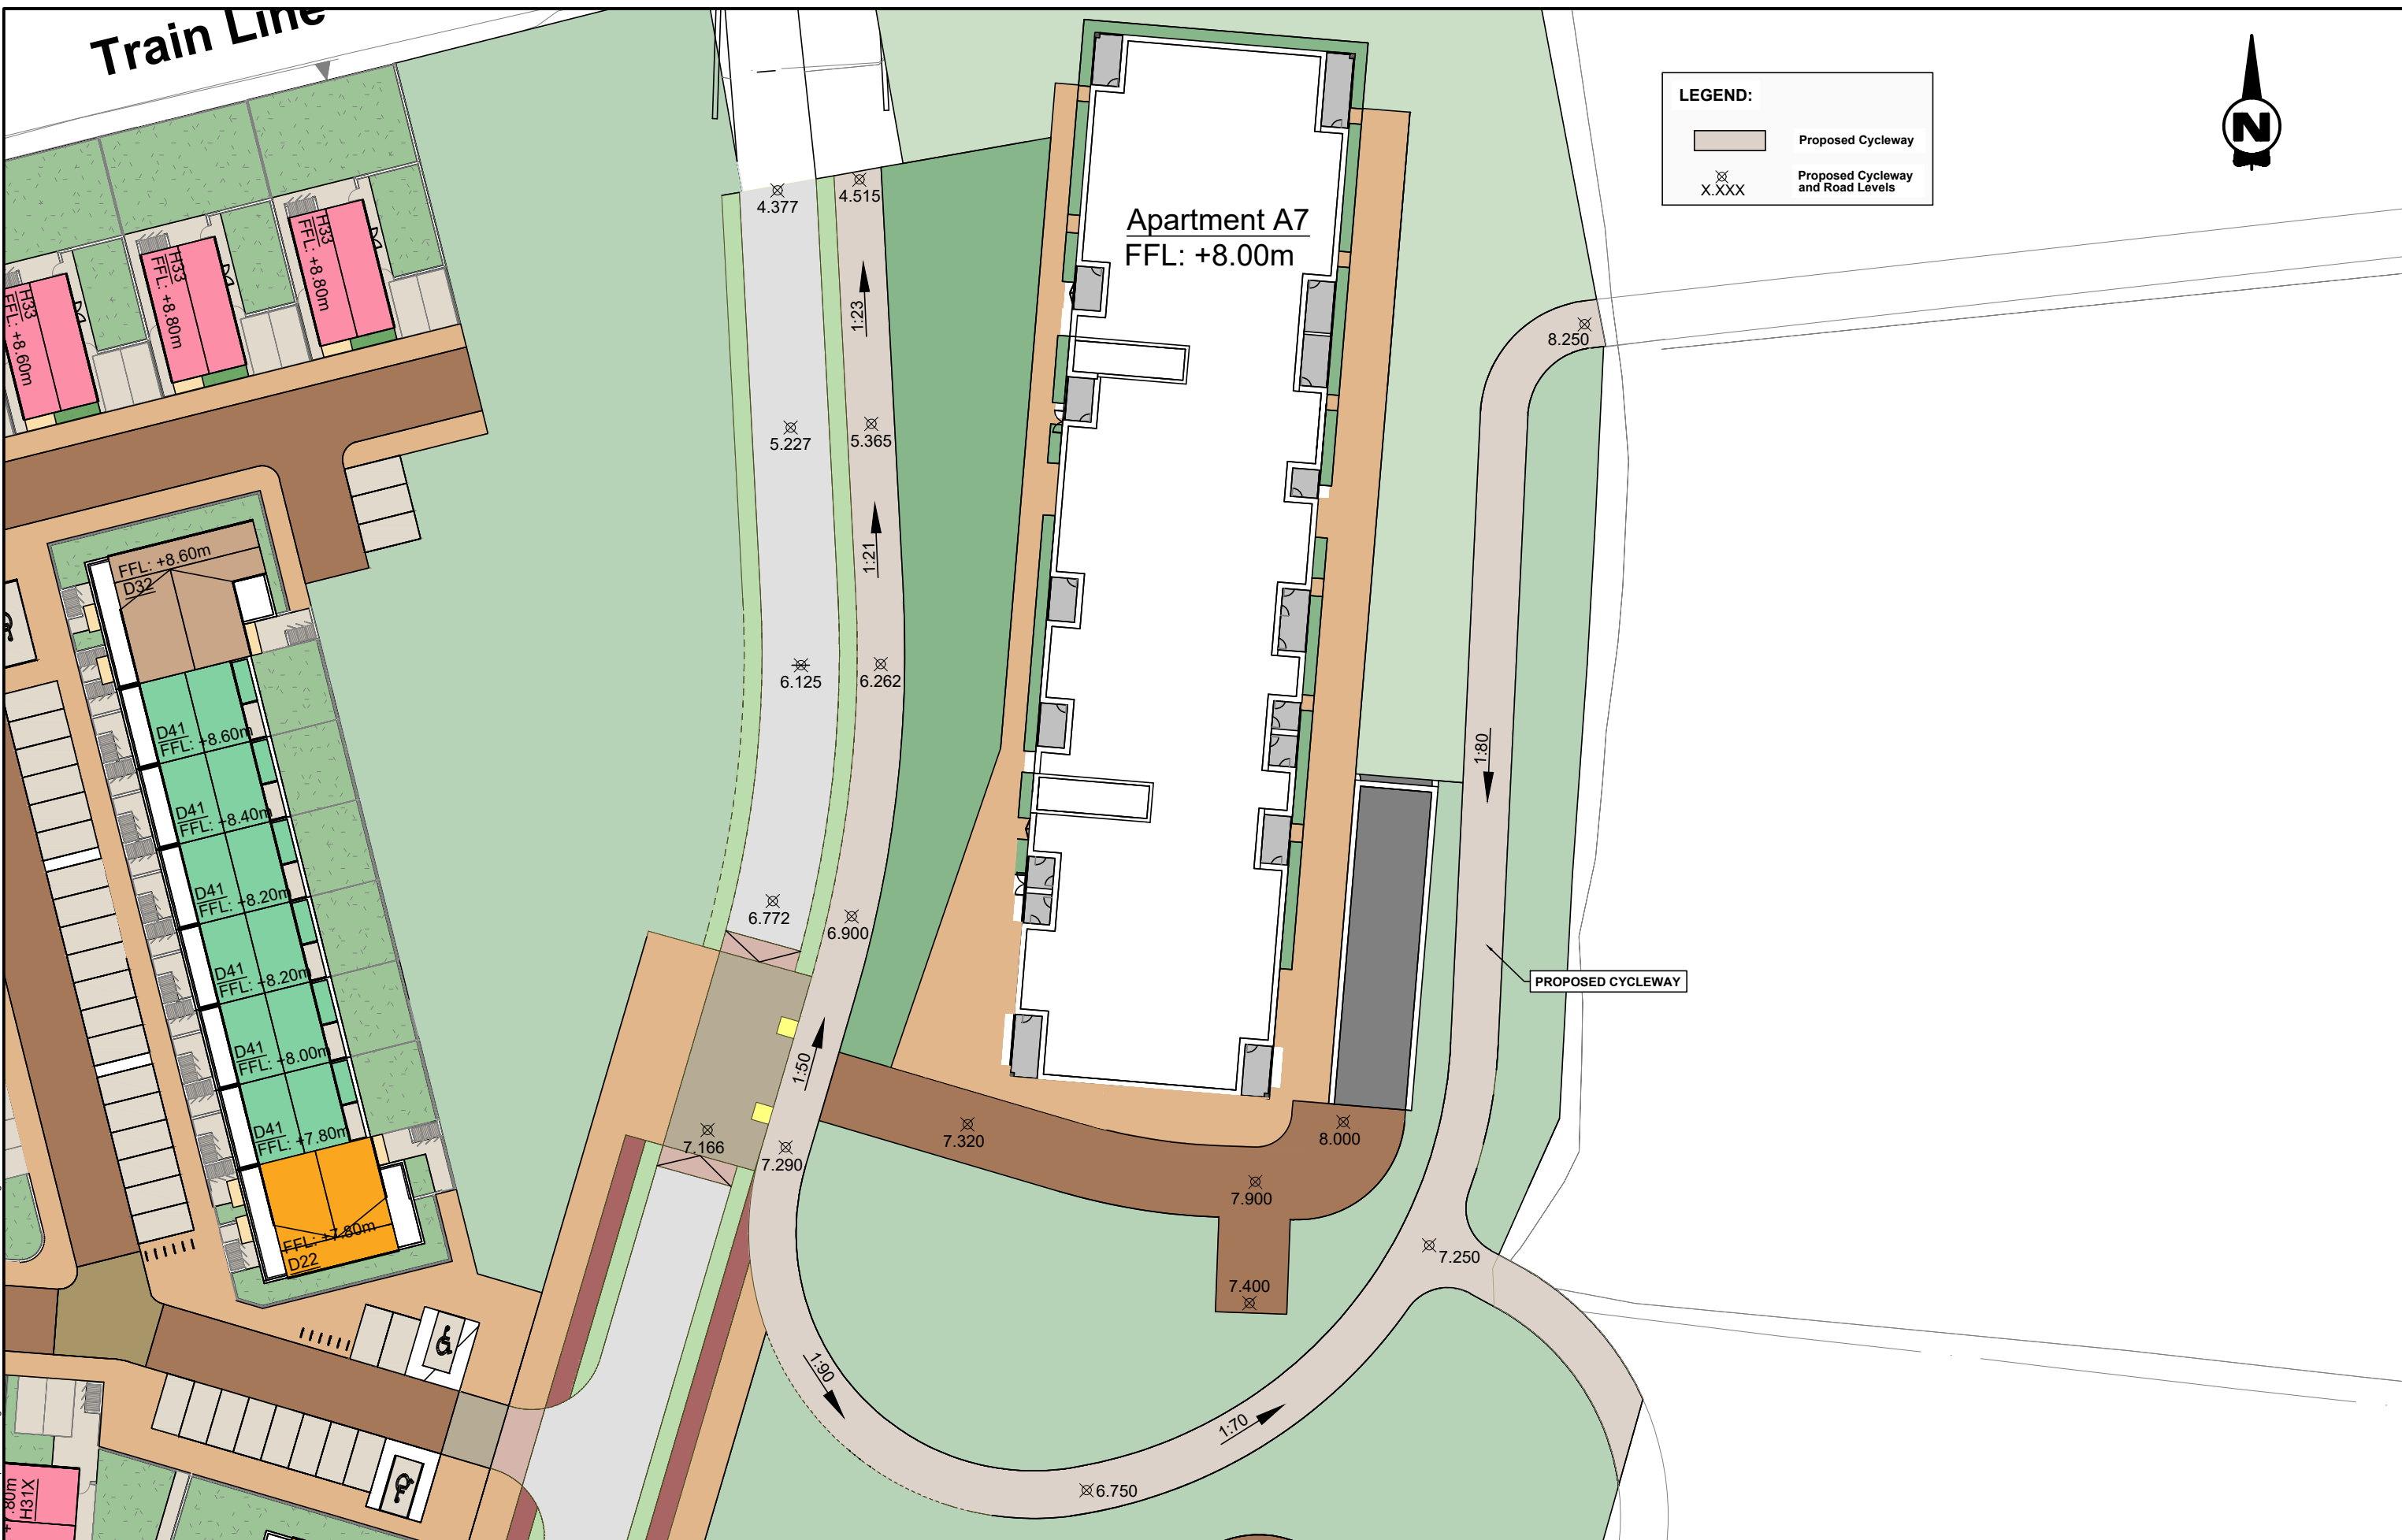 Train Line
LEGEND:
Proposed Cycleway
X.XXX
Proposed Cycleway
and Road Levels
N
4.377
4.515
Apartment A7
FFL: +8.00m
H33
FFL: +8.80m
H33
FFL: +8.80m
H33
FFL: +8.60m
1:23
8.250
5.227
5.365
1:21
FFL: +8.60m
D32
6.125
6.262
D41
FFL: +8.60m
1:80
D41
FFL: +8.40m
D41
FFL: +8.20m
6.772
6.900
D41
FFL: +8.20m
PROPOSED CYCLEWAY
D41
FFL: +8.00m
1:50
D41
FFL: +7.80m
7.166
7.290
7.320
8.000
7.900
FFL: +7.80m
D22
7.250
7.400
1:90
1:70
6.750
.80m
H31X